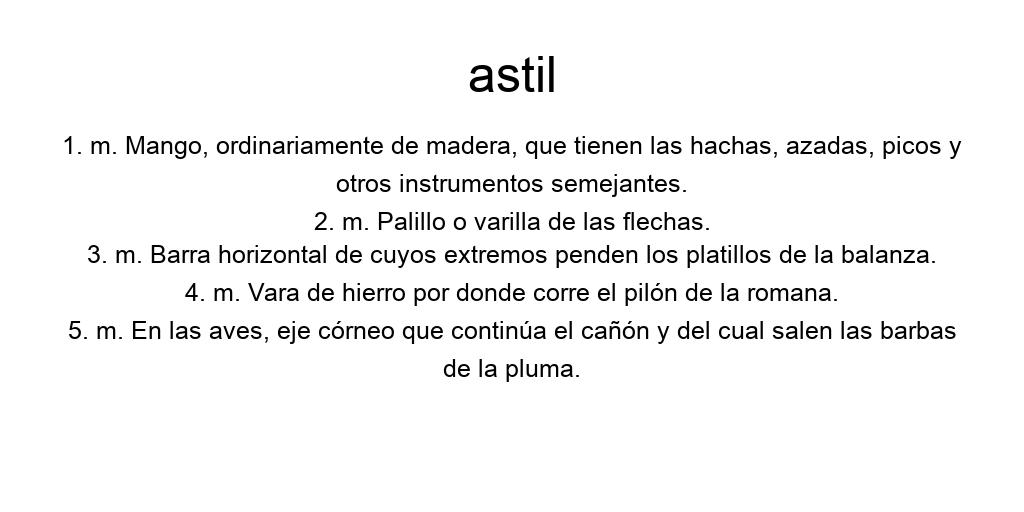 astil
1. m. Mango, ordinariamente de madera, que tienen las hachas, azadas, picos y
otros instrumentos semejantes.
2. m. Palillo o varilla de las flechas.
3. m. Barra horizontal de cuyos extremos penden los platillos de la balanza.
4. m. Vara de hierro por donde corre el pilón de la romana.
5. m. En las aves, eje córneo que continúa el cañón y del cual salen las barbas
de la pluma.